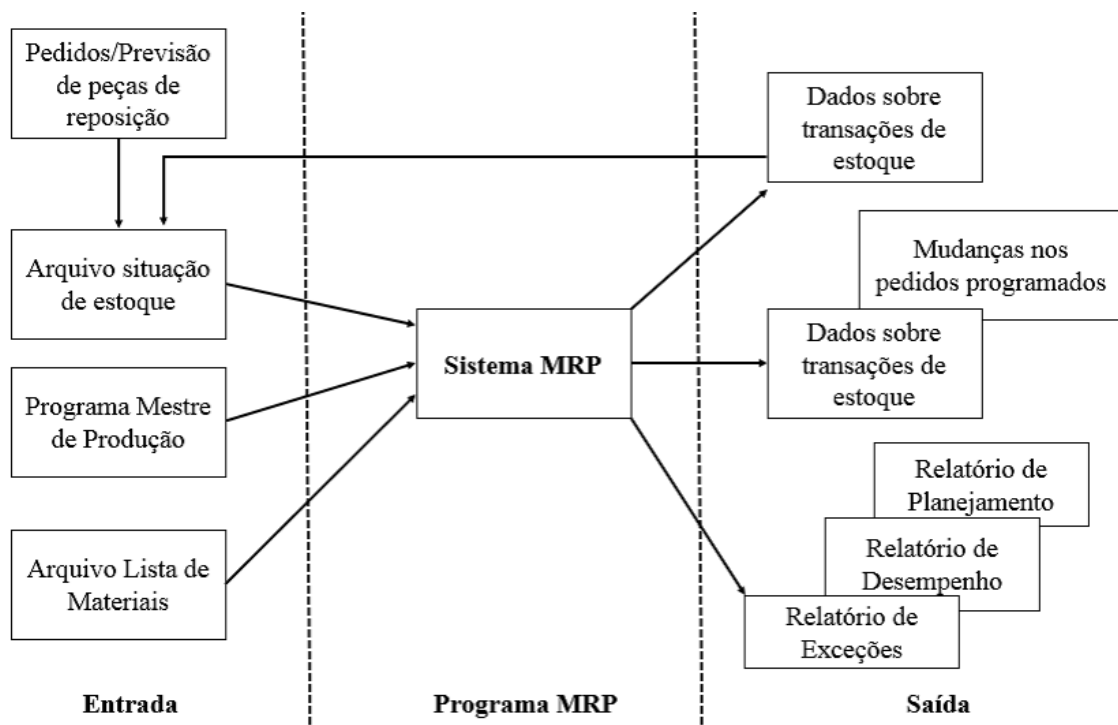 Pedidos/Previsão
de peças de
reposição
Arquivo situação
de estoque
Programa Mestre
de Produção
Arquivo Lista de
Materiais
Sistema MRP
Dados sobre
transações de
estoque
Mudanças nos
pedidos programados
Dados sobre
transações de
estoque
Relatório de
Planejamento
Relatório de
Desempenho
Relatório de
Exceções
Entrada
Programa MRP
Saída